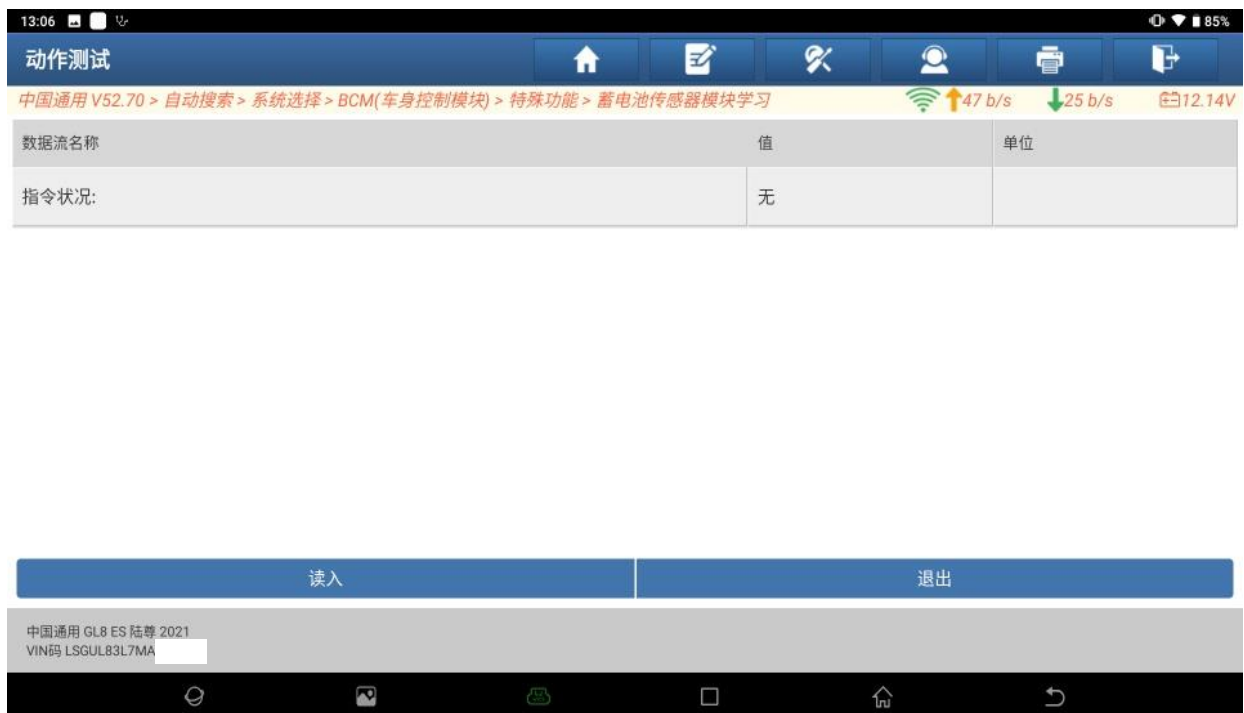 13:06 85%
动作测试
中国通用 V52.70 > 自动搜索 > 系统选择 > BCM(车身控制模块) > 特殊功能 > 蓄电池传感器模块学习 47 b/s 25 b/s 12.14V
数据流名称 值 单位
指令状况: 无
读入 退出
中国通用 GL8 ES 陆尊 2021
VIN码 LSGUL83L7MA